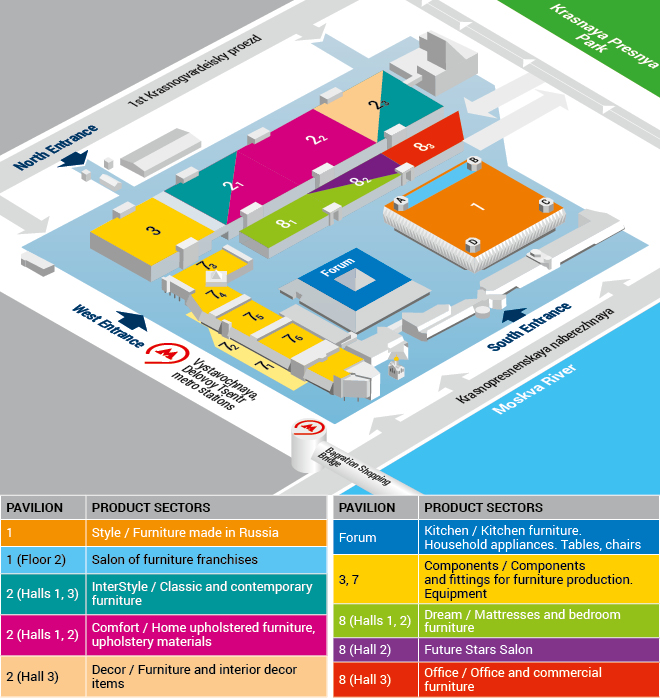 Krasnaya Presnya
Park
1st Krasnogvardeisky proezd
North Entrance
2₃
2₂
8₃
2₁
8₂
B
A
1
C
8₁
3
D
7₃
Forum
7₄
7₅
7₆
7₂
7₁
West Entrance
South Entrance
Krasnopresnenskaya naberezhnaya
Moskva River
Vystavochnaya,
Delovoy Tsentr
metro stations
Bagration Shopping
Bridge
PAVILION PRODUCT SECTORS
1 Style / Furniture made in Russia
1 (Floor 2) Salon of furniture franchises
2 (Halls 1, 3) InterStyle / Classic and contemporary
furniture
2 (Halls 1, 2) Comfort / Home upholstered furniture,
upholstery materials
2 (Hall 3) Decor / Furniture and interior decor
items
PAVILION PRODUCT SECTORS
Forum Kitchen / Kitchen furniture.
Household appliances. Tables, chairs
3, 7 Components / Components
and fittings for furniture production.
Equipment
8 (Halls 1, 2) Dream / Mattresses and bedroom
furniture
8 (Hall 2) Future Stars Salon
8 (Hall 3) Office / Office and commercial
furniture